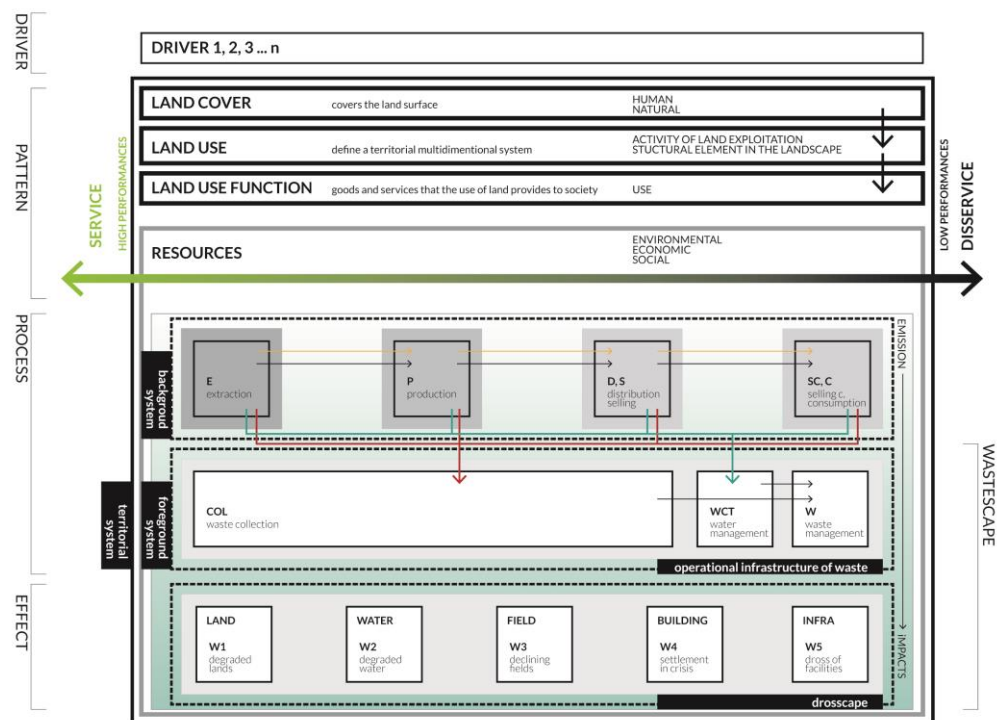 DRIVER
DRIVER 1, 2, 3 ... n
PATTERN
LAND COVER
covers the land surface
HUMAN
NATURAL
LAND USE
define a territorial multidimentional system
ACTIVITY OF LAND EXPLOITATION
STUCTURAL ELEMENT IN THE LANDSCAPE
LAND USE FUNCTION
goods and services that the use of land provides to society
USE
SERVICE
HIGH PERFORMANCES
LOW PERFORMANCES
DISSERVICE
RESOURCES
ENVIRONMENTAL
ECONOMIC
SOCIAL
PROCESS
backgroud
system
E
extraction
P
production
D, S
distribution
selling
SC, C
selling c.
consumption
EMISSION
IMPACTS
WASTESCAPE
territorial
system
foreground
system
COL
waste collection
WCT
water
management
W
waste
management
operational infrastructure of waste
EFFECT
LAND
W1
degraded
lands
WATER
W2
degraded
water
FIELD
W3
declining
fields
BUILDING
W4
settlement
in crisis
INFRA
W5
dross of
facilities
drosscape